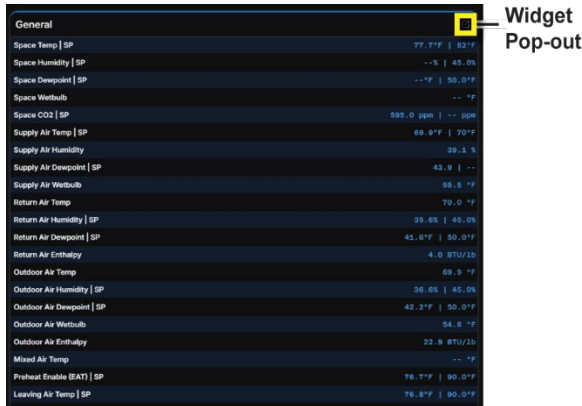 General
Widget
Pop-out
Space Temp | SP 77.7°F | 82°F
Space Humidity | SP --% | 45.0%
Space Dewpoint | SP --°F | 50.0°F
Space Wetbulb -- °F
Space CO2 | SP 595.0 ppm | -- ppm
Supply Air Temp | SP 69.9°F | 70°F
Supply Air Humidity 39.1 %
Supply Air Dewpoint | SP 43.9 | --
Supply Air Wetbulb 55.5 °F
Return Air Temp 70.0 °F
Return Air Humidity | SP 35.6% | 45.0%
Return Air Dewpoint | SP 41.6°F | 50.0°F
Return Air Enthalpy 4.0 BTU/lb
Outdoor Air Temp 69.9 °F
Outdoor Air Humidity | SP 36.6% | 45.0%
Outdoor Air Dewpoint | SP 42.2°F | 50.0°F
Outdoor Air Wetbulb 54.8 °F
Outdoor Air Enthalpy 22.9 BTU/lb
Mixed Air Temp -- °F
Preheat Enable (EAT) | SP 76.7°F | 90.0°F
Leaving Air Temp | SP 76.8°F | 90.0°F